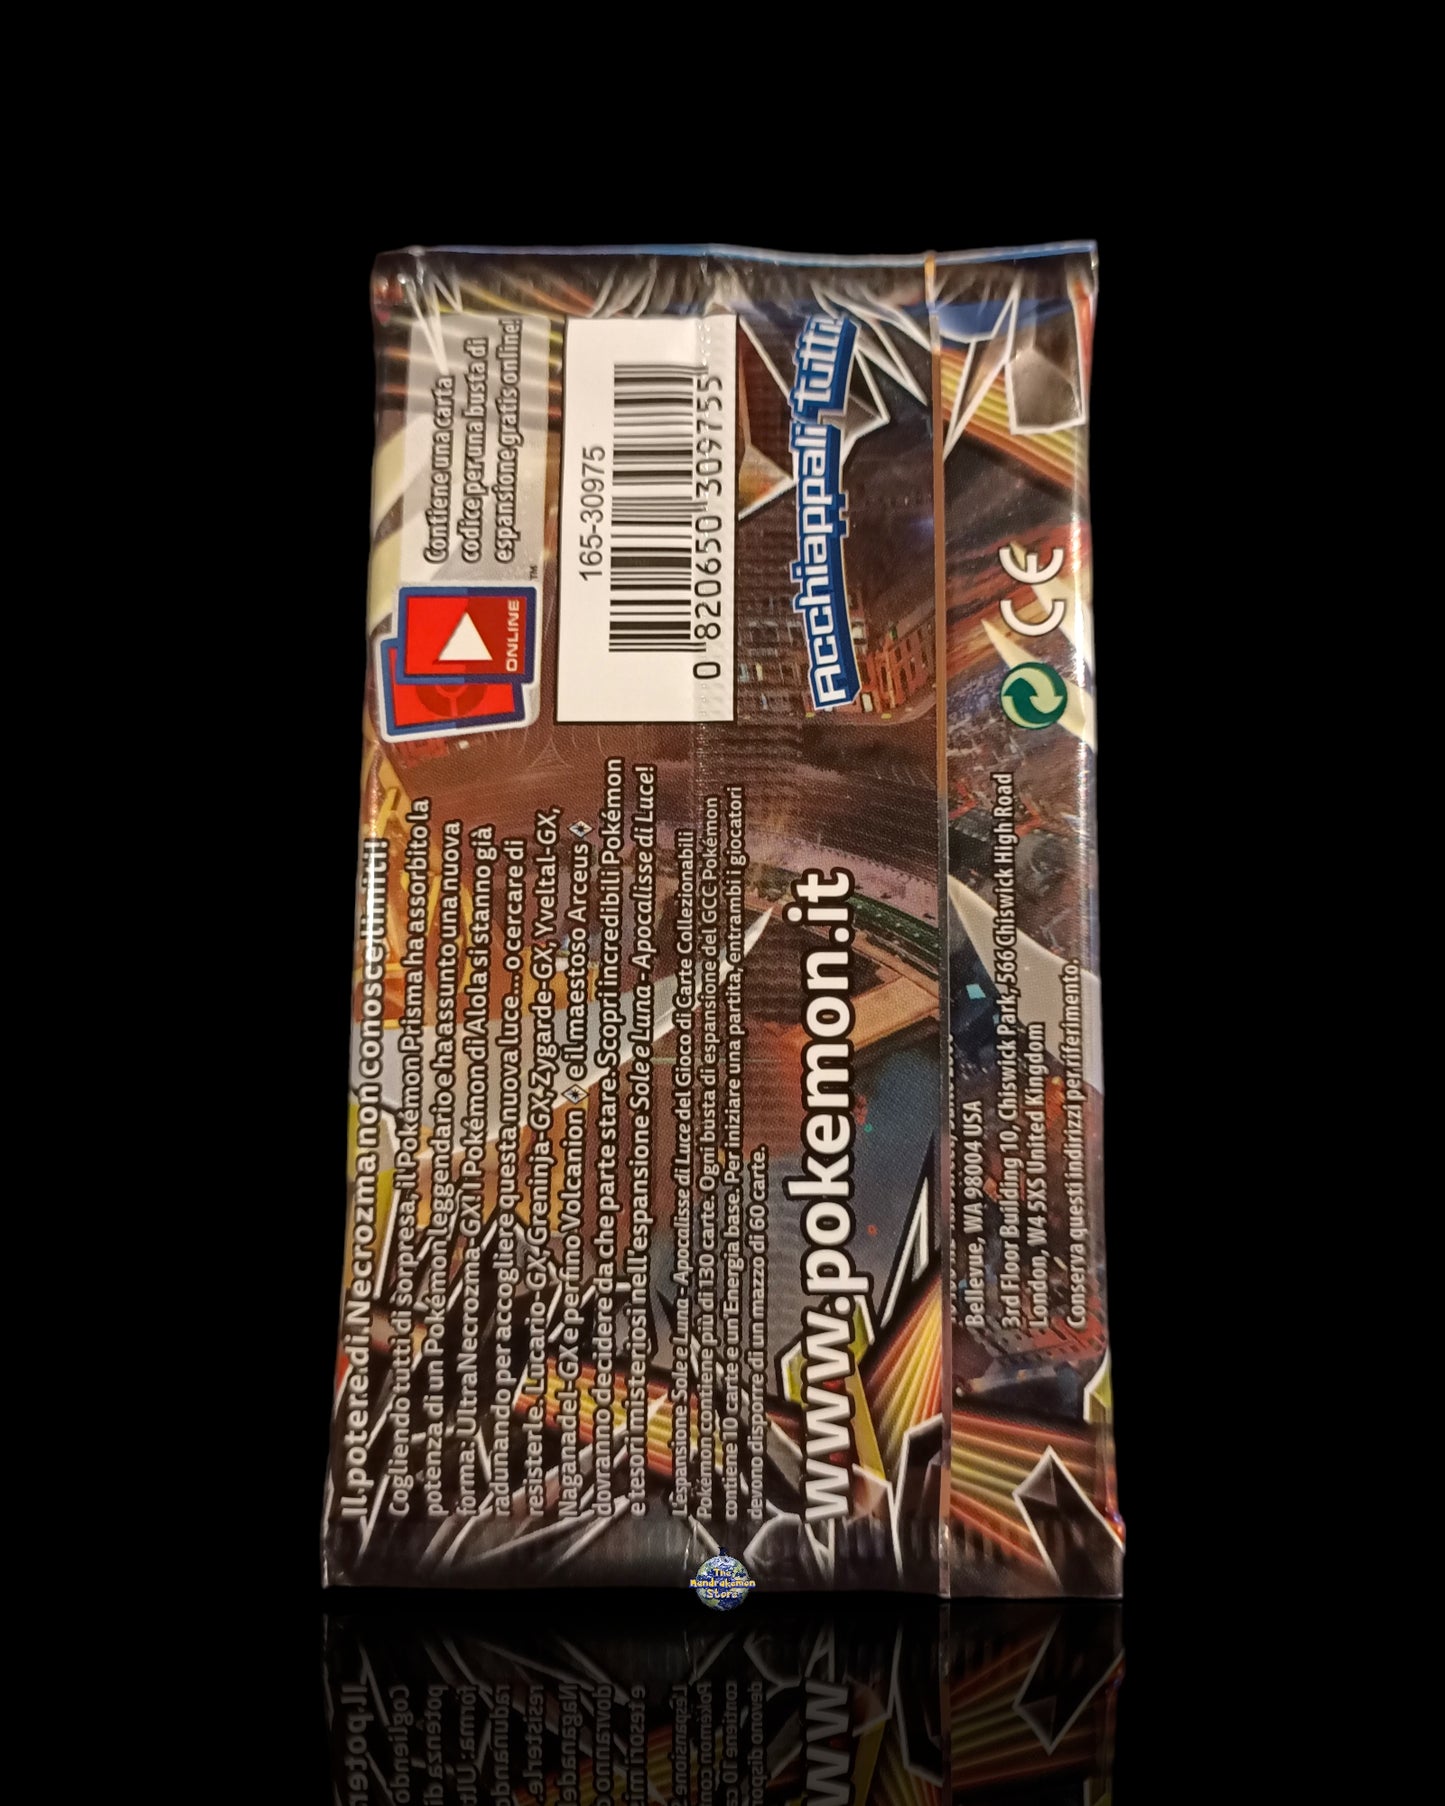 Il potere di Necrozma non conosce limiti!
Cogliendo tutti di sorpresa, il Pokémon Prisma ha assorbito la
potenza di un Pokémon leggendario e ha assunto una nuova
forma: UltraNecrozma-GX! I Pokémon di Alola si stanno già
radunando per accogliere questa nuova luce... o cercare di
resisterle. Lucario-GX, Greninja-GX, Zygarde-GX, Yveltal-GX,
Naganadel-GX e perfino Volcanion e il maestoso Arceus
dovranno decidere da che parte stare. Scopri incredibili Pokémon
e tesori misteriosi nell'espansione Sole e Luna - Apocalisse di Luce!
L'espansione Sole e Luna - Apocalisse di Luce del Gioco di Carte Collezionabili
Pokémon contiene più di 130 carte. Ogni busta di espansione del GCC Pokémon
contiene 10 carte e un'Energia base. Per iniziare una partita, entrambi i giocatori
devono disporre di un mazzo di 60 carte.
www.pokemon.it
ONLINE
TM
Contiene una carta
codice per una busta di
espansione gratis online!
165-30975
0 820650 309755
Acchiappali tutti!
Bellevue, WA 98004 USA
3rd Floor Building 10, Chiswick Park, 566 Chiswick High Road
London, W4 5XS United Kingdom
Conserva questi indirizzi per riferimento.
CE
The
Mandrakemon
Store